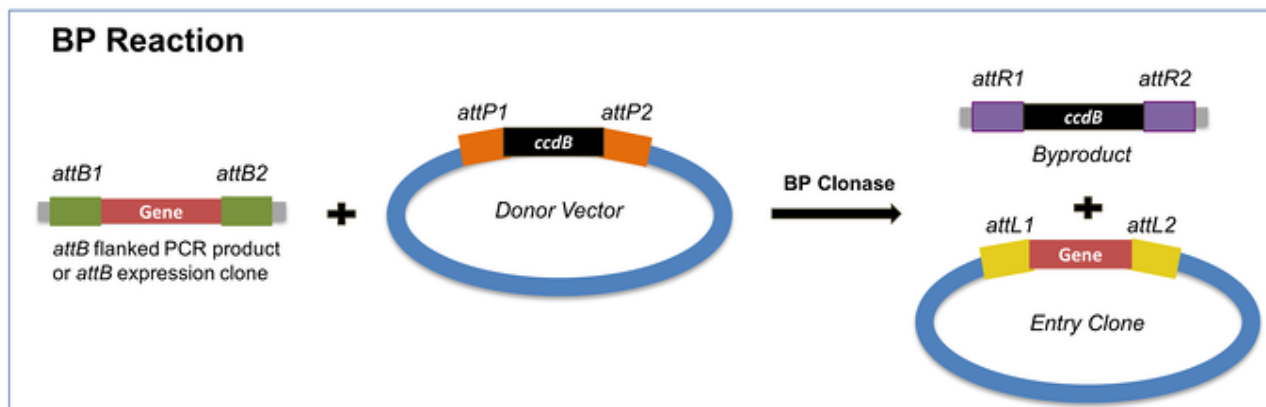 BP Reaction
attB1
attB2
Gene
attB flanked PCR product
or attB expression clone
attP1
attP2
ccdB
Donor Vector
BP Clonase
attR1
attR2
ccdB
Byproduct
attL1
attL2
Gene
Entry Clone